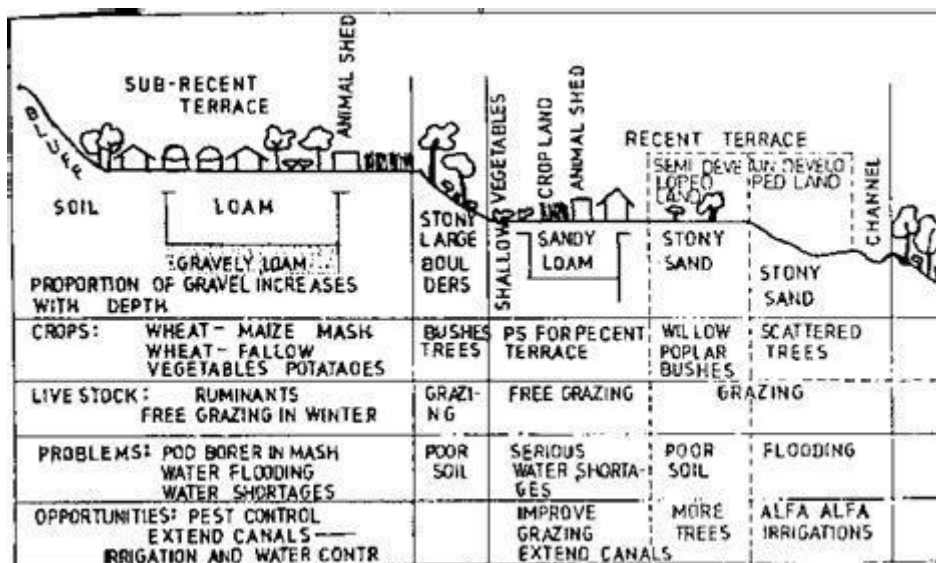 SUB-RECENT
TERRACE
ANIMAL SHED
BLUFF
SOIL
LOAM
GRAVELY LOAM
PROPORTION OF GRAVEL INCREASES
WITH DEPTH
STONY
LARGE
BOUL
DERS
SHALLOW VEGETABLES
CROP LAND
ANIMAL SHED
SANDY
LOAM
RECENT TERRACE
SEMI DEVE
LOPED
LAND
UN DEVELO
PED LAND
STONY
SAND
STONY
SAND
CHANNEL
CROPS: WHEAT- MAIZE MASH
WHEAT- FALLOW
VEGETABLES POTATAOES
BUSHES
TREES
PS FOR PECENT
TERRACE
WILLOW
POPLAR
BUSHES
SCATTERED
TREES
LIVE STOCK: RUMINANTS
FREE GRAZING IN WINTER
GRAZI-
NG
FREE GRAZING
GRAZING
PROBLEMS: POD BORER IN MASH
WATER FLOODING
WATER SHORTAGES
POOR
SOIL
SERIOUS
WATER SHORTA-
GES
POOR
SOIL
FLOODING
OPPORTUNITIES: PEST CONTROL
EXTEND CANALS—
IRRIGATION AND WATER CONTR
IMPROVE
GRAZING
EXTEND CANALS
MORE
TREES
ALFA ALFA
IRRIGATIONS